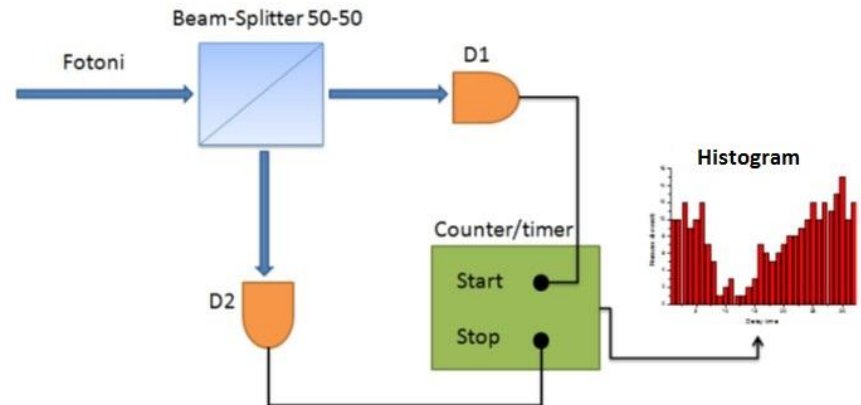 Beam-Splitter 50-50
Fotoni
D1
Histogram
Counter/timer
Start
D2
Stop
Delay time